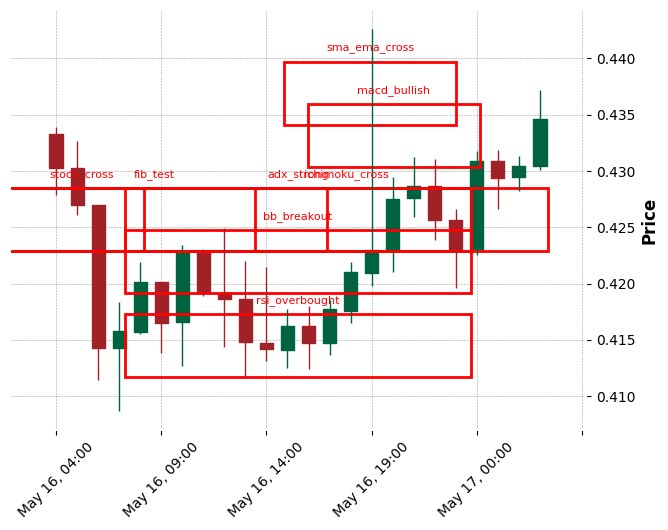 sma_ema_cross
macd_bullish
stoch_cross
fib_test
adx_strong
ichimoku_cross
bb_breakout
rsi_overbought
0.440
0.435
0.430
0.425
0.420
0.415
0.410
Price
May 16, 04:00
May 16, 09:00
May 16, 14:00
May 16, 19:00
May 17, 00:00